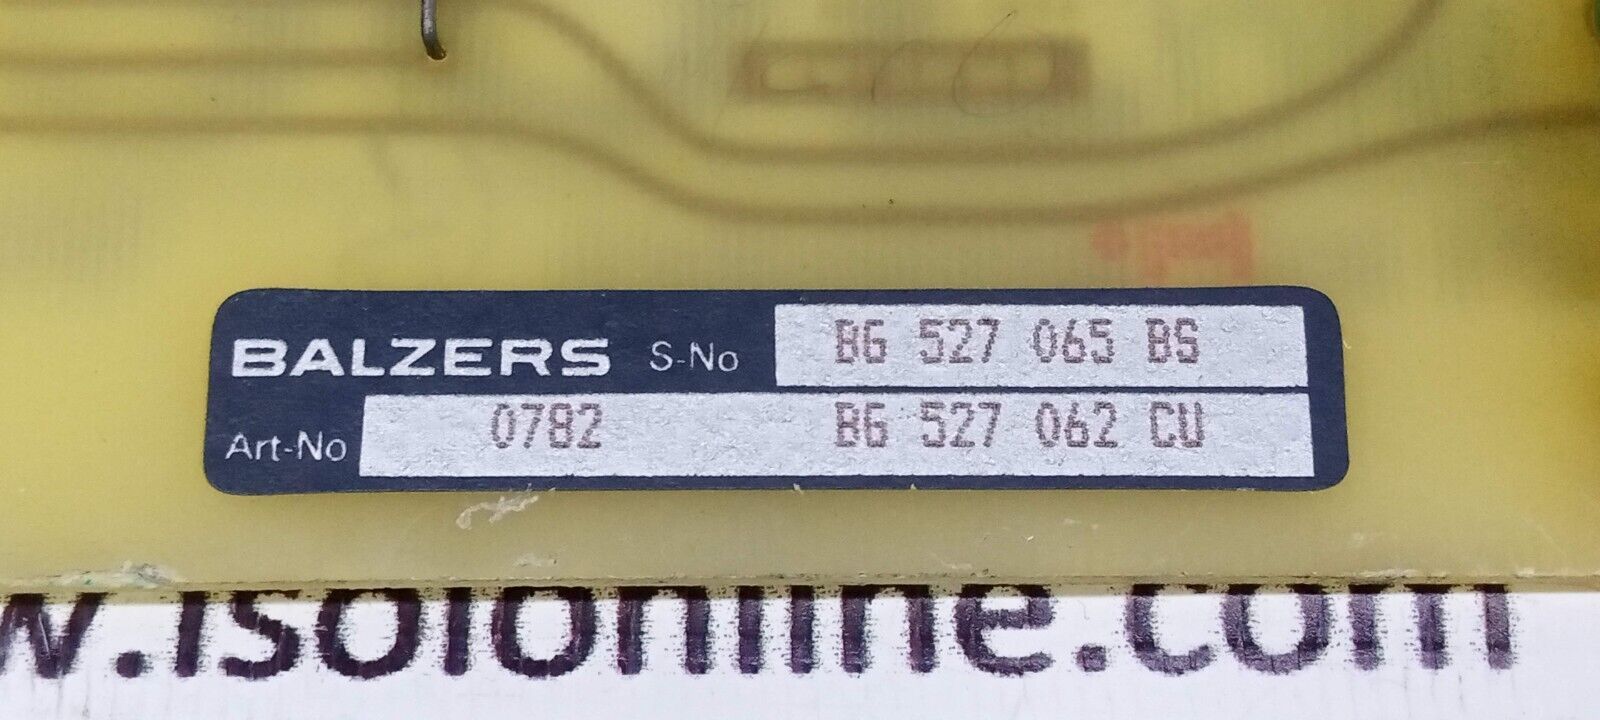 BALZERS S-No BG 527 065 BS
Art-No 0782 BG 527 062 CU
w.isolonline.com